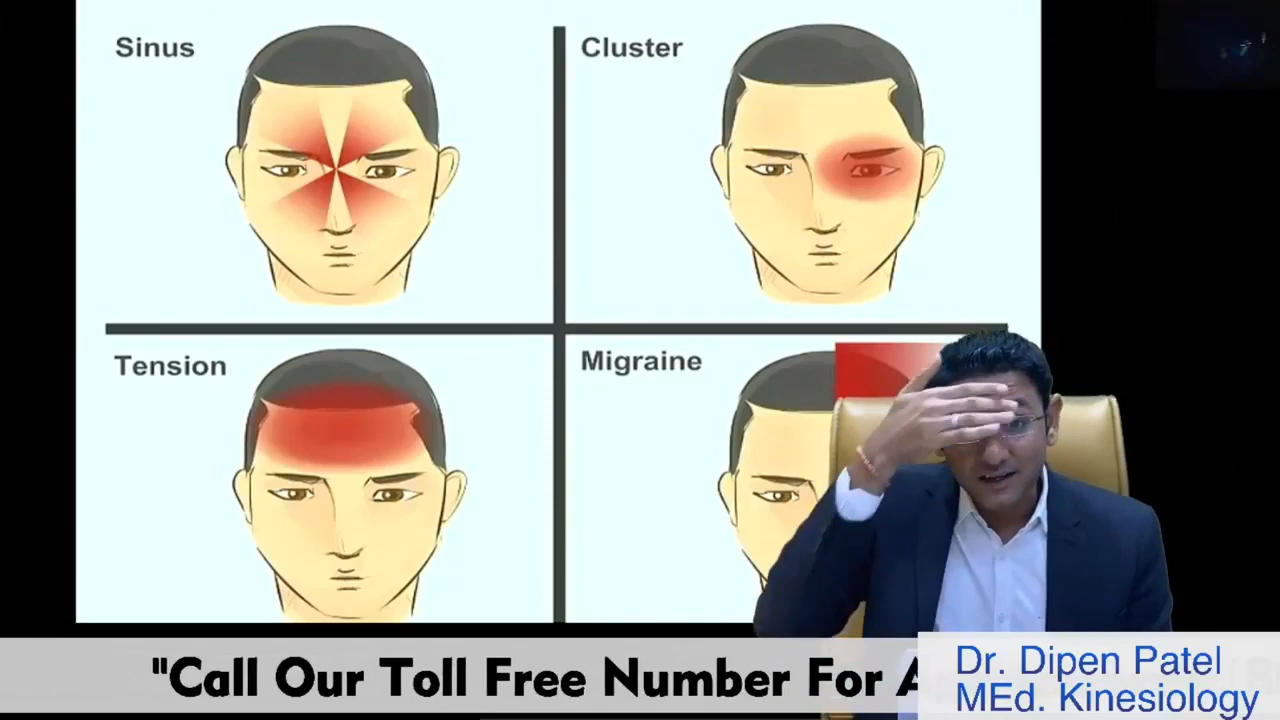 Sinus
Cluster
Tension
Migraine
"Call Our Toll Free Number For
Dr. Dipen Patel
MEd. Kinesiology